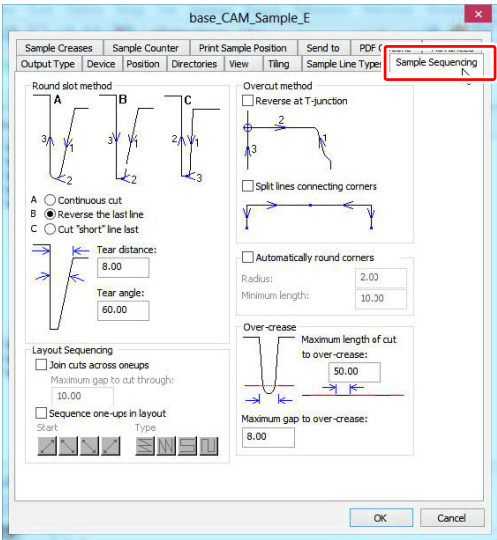 base_CAM_Sample_E
Sample Creases Sample Counter Print Sample Position Send to PDF
Output Type Device Position Directories View Tiling Sample Line Types Sample Sequencing
Round slot method
A B C
3 1 3 1 2 1
2 2 3
A Continuous cut
B Reverse the last line
C Cut "short" line last
Tear distance:
8.00
Tear angle:
60.00
Layout Sequencing
Join cuts across oneups
Maximum gap to cut through:
10.00
Sequence one-ups in layout
Start Type
Overcut method
Reverse at T-junction
2
1
3
Split lines connecting corners
Automatically round corners
Radius: 2.00
Minimum length: 10.00
Over-crease
Maximum length of cut
to over-crease:
50.00
Maximum gap to over-crease:
8.00
OK Cancel